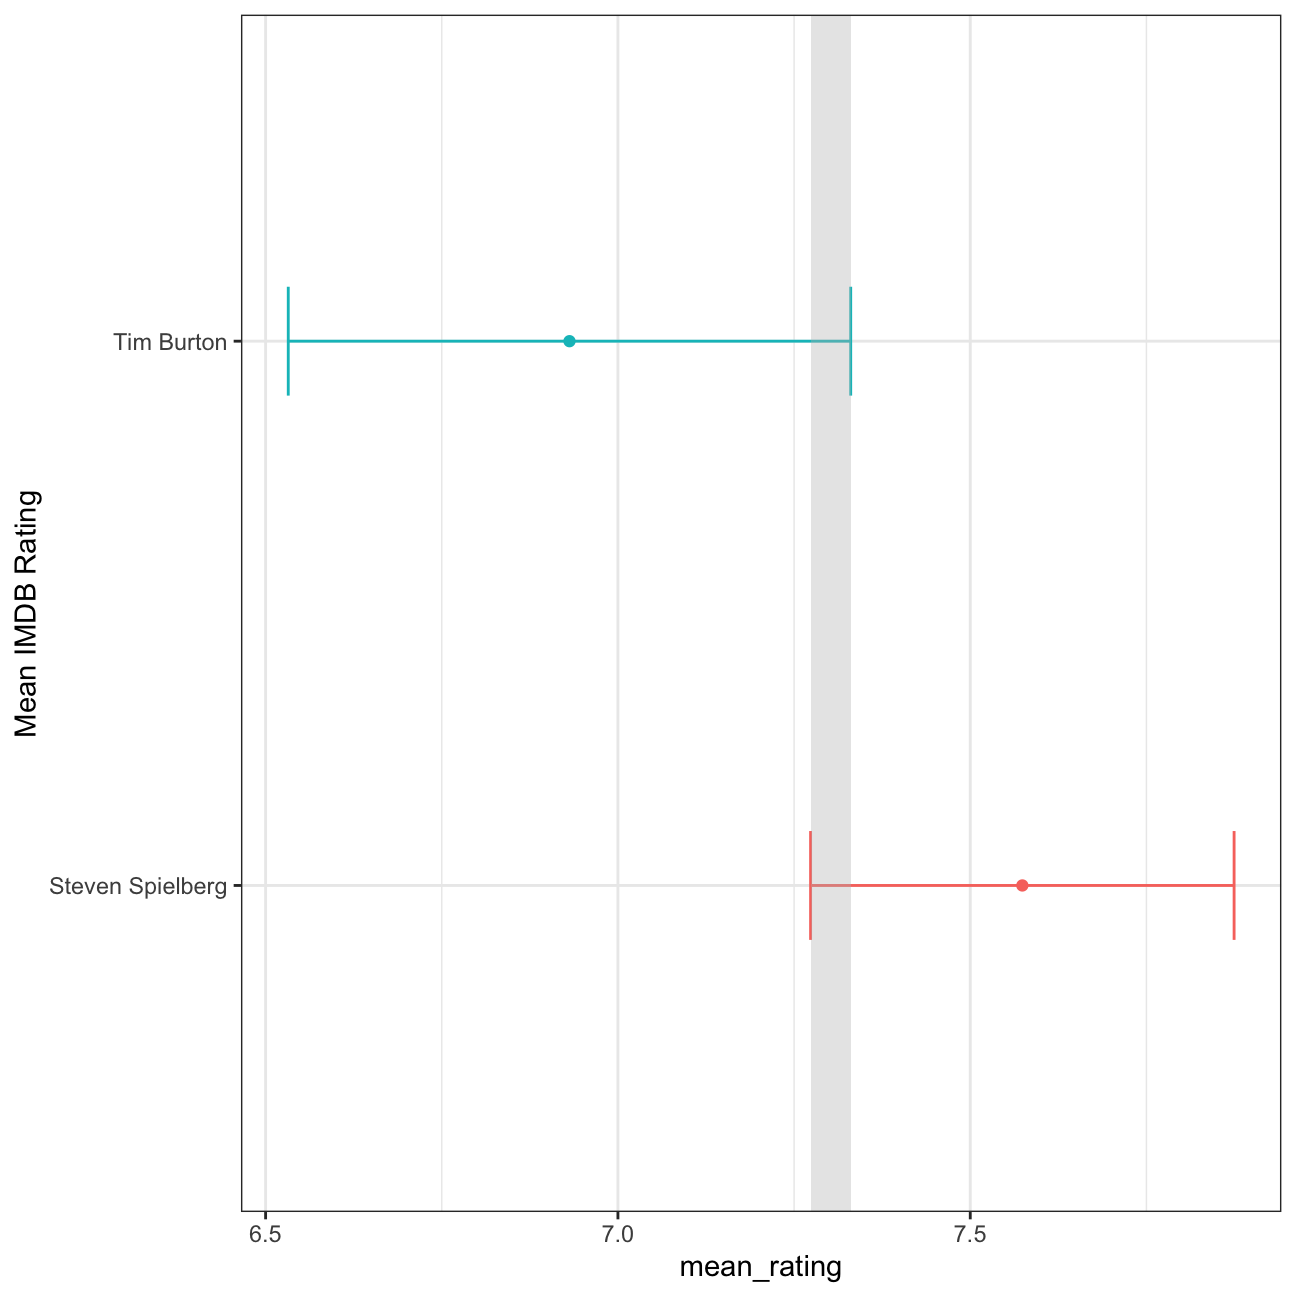 Mean IMDB Rating
Tim Burton
Steven Spielberg
6.5 7.0 7.5
mean_rating